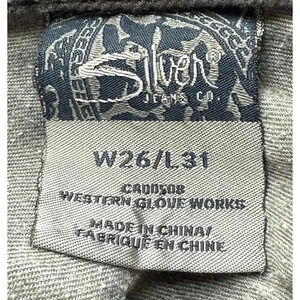 Silver®
JEANS CO.
W26/L31
CA00508
WESTERN GLOVE WORKS
MADE IN CHINA/
FABRIQUÉ EN CHINE